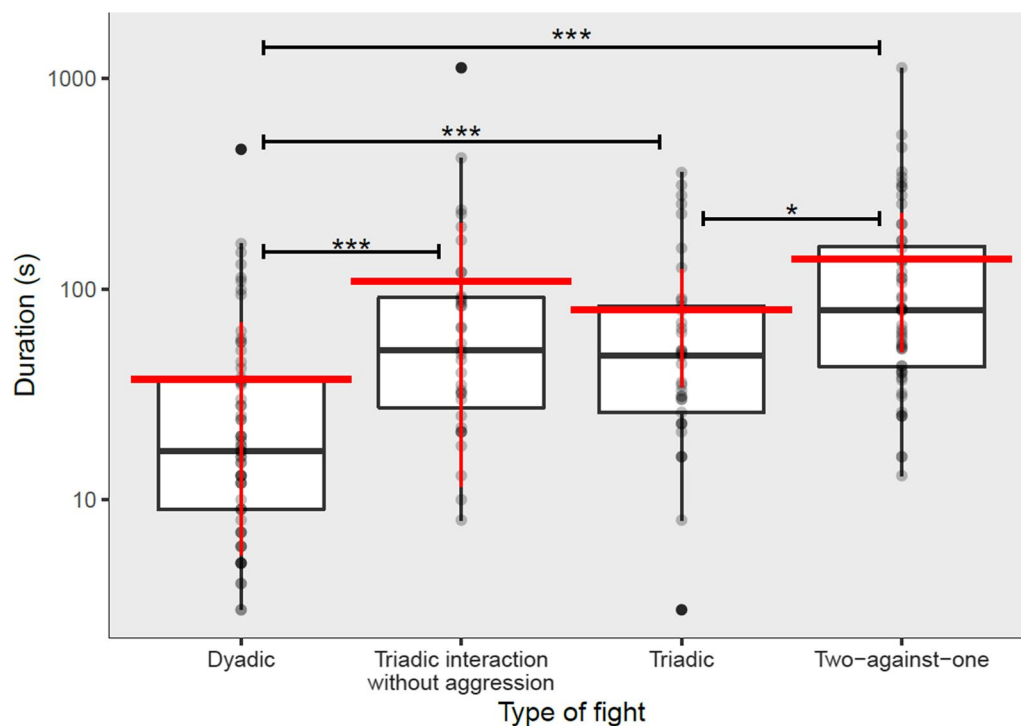 ***
1000
***
*
***
100
10
Duration (s)
Dyadic
Triadic interaction
without aggression
Triadic
Two−against−one
Type of fight